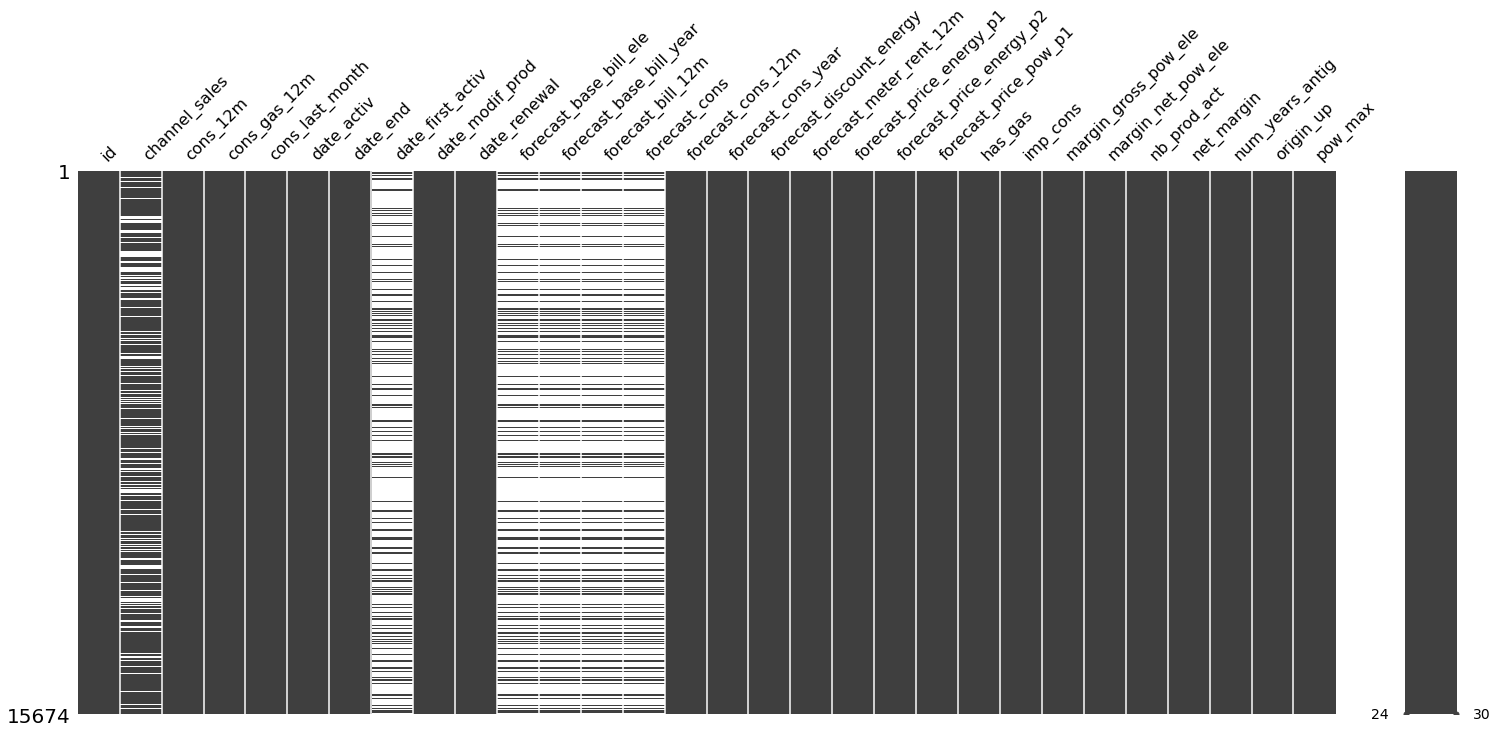 id
channel_sales
cons_12m
cons_gas_12m
cons_last_month
date_activ
date_end
date_first_activ
date_modif_prod
date_renewal
forecast_base_bill_ele
forecast_base_bill_year
forecast_bill_12m
forecast_cons
forecast_cons_12m
forecast_cons_year
forecast_discount_energy
forecast_meter_rent_12m
forecast_price_energy_p1
forecast_price_energy_p2
forecast_price_pow_p1
has_gas
imp_cons
margin_gross_pow_ele
margin_net_pow_ele
nb_prod_act
net_margin
num_years_antig
origin_up
pow_max
1
15674
24
30